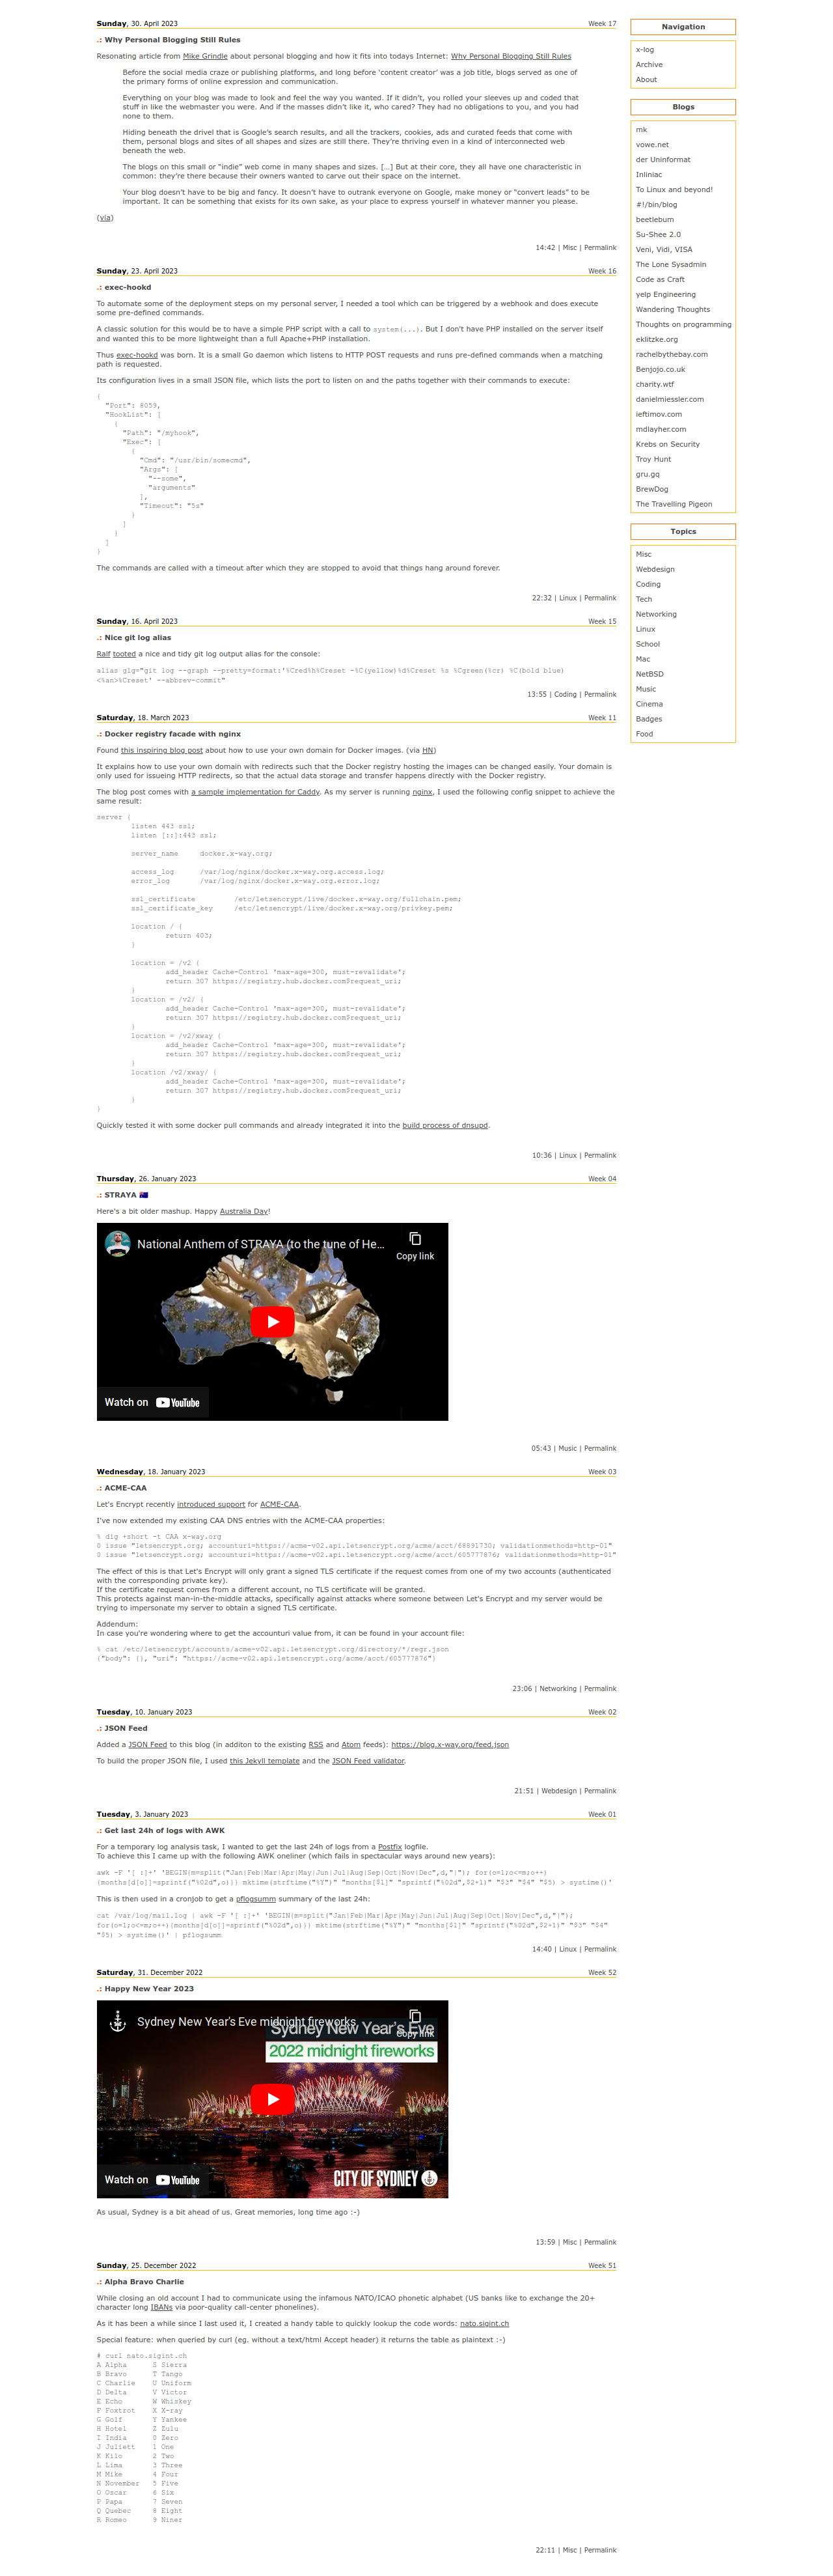 Sunday, 30. April 2023 Week 17
.: Why Personal Blogging Still Rules
Resonating article from Mike Grindle about personal blogging and how it fits into todays Internet: Why Personal Blogging Still Rules
Before the social media craze or publishing platforms, and long before ‘content creator’ was a job title, blogs served as one of
the primary forms of online expression and communication.
Everything on your blog was made to look and feel the way you wanted. If it didn’t, you rolled your sleeves up and coded that
stuff in like the webmaster you were. And if the masses didn’t like it, who cared? They had no obligations to you, and you had
none to them.
Hiding beneath the drivel that is Google’s search results, and all the trackers, cookies, ads and curated feeds that come with
them, personal blogs and sites of all shapes and sizes are still there. They’re thriving even in a kind of interconnected web
beneath the web.
The blogs on this small or “indie” web come in many shapes and sizes. […] But at their core, they all have one characteristic in
common: they’re there because their owners wanted to carve out their space on the internet.
Your blog doesn’t have to be big and fancy. It doesn’t have to outrank everyone on Google, make money or “convert leads” to be
important. It can be something that exists for its own sake, as your place to express yourself in whatever manner you please.
(via)
14:42 | Misc | Permalink
Sunday, 23. April 2023 Week 16
.: exec-hookd
To automate some of the deployment steps on my personal server, I needed a tool which can be triggered by a webhook and does execute
some pre-defined commands.
A classic solution for this would be to have a simple PHP script with a call to system(...). But I don't have PHP installed on the server itself
and wanted this to be more lightweight than a full Apache+PHP installation.
Thus exec-hookd was born. It is a small Go daemon which listens to HTTP POST requests and runs pre-defined commands when a matching
path is requested.
Its configuration lives in a small JSON file, which lists the port to listen on and the paths together with their commands to execute:
{
"Port": 8059,
"HookList": [
{
"Path": "/myhook",
"Exec": [
{
"Cmd": "/usr/bin/somecmd",
"Args": [
"--some",
"arguments"
],
"Timeout": "5s"
}
]
}
]
}
The commands are called with a timeout after which they are stopped to avoid that things hang around forever.
22:32 | Linux | Permalink
Sunday, 16. April 2023 Week 15
.: Nice git log alias
Ralf tooted a nice and tidy git log output alias for the console:
alias glg="git log --graph --pretty=format:'%Cred%h%Creset -%C(yellow)%d%Creset %s %Cgreen(%cr) %C(bold blue)
<%an>%Creset' --abbrev-commit"
13:55 | Coding | Permalink
Saturday, 18. March 2023 Week 11
.: Docker registry facade with nginx
Found this inspiring blog post about how to use your own domain for Docker images. (via HN)
It explains how to use your own domain with redirects such that the Docker registry hosting the images can be changed easily. Your domain is
only used for issueing HTTP redirects, so that the actual data storage and transfer happens directly with the Docker registry.
The blog post comes with a sample implementation for Caddy. As my server is running nginx, I used the following config snippet to achieve the
same result:
server {
listen 443 ssl;
listen [::]:443 ssl;
server_name docker.x-way.org;
access_log /var/log/nginx/docker.x-way.org.access.log;
error_log /var/log/nginx/docker.x-way.org.error.log;
ssl_certificate /etc/letsencrypt/live/docker.x-way.org/fullchain.pem;
ssl_certificate_key /etc/letsencrypt/live/docker.x-way.org/privkey.pem;
location / {
return 403;
}
location = /v2 {
add_header Cache-Control 'max-age=300, must-revalidate';
return 307 https://registry.hub.docker.com$request_uri;
}
location = /v2/ {
add_header Cache-Control 'max-age=300, must-revalidate';
return 307 https://registry.hub.docker.com$request_uri;
}
location = /v2/xway {
add_header Cache-Control 'max-age=300, must-revalidate';
return 307 https://registry.hub.docker.com$request_uri;
}
location /v2/xway/ {
add_header Cache-Control 'max-age=300, must-revalidate';
return 307 https://registry.hub.docker.com$request_uri;
}
}
Quickly tested it with some docker pull commands and already integrated it into the build process of dnsupd.
10:36 | Linux | Permalink
Thursday, 26. January 2023 Week 04
.: STRAYA 🇦🇺
Here's a bit older mashup. Happy Australia Day!
National Anthem of STRAYA (to the tune of He...
Copy link
Watch on YouTube
05:43 | Music | Permalink
Wednesday, 18. January 2023 Week 03
.: ACME-CAA
Let's Encrypt recently introduced support for ACME-CAA.
I've now extended my existing CAA DNS entries with the ACME-CAA properties:
% dig +short -t CAA x-way.org
0 issue "letsencrypt.org; accounturi=https://acme-v02.api.letsencrypt.org/acme/acct/68891730; validationmethods=http-01"
0 issue "letsencrypt.org; accounturi=https://acme-v02.api.letsencrypt.org/acme/acct/605777876; validationmethods=http-01"
The effect of this is that Let's Encrypt will only grant a signed TLS certificate if the request comes from one of my two accounts (authenticated
with the corresponding private key).
If the certificate request comes from a different account, no TLS certificate will be granted.
This protects against man-in-the-middle attacks, specifically against attacks where someone between Let's Encrypt and my server would be
trying to impersonate my server to obtain a signed TLS certificate.
Addendum:
In case you're wondering where to get the accounturi value from, it can be found in your account file:
% cat /etc/letsencrypt/accounts/acme-v02.api.letsencrypt.org/directory/*/regr.json
{"body": {}, "uri": "https://acme-v02.api.letsencrypt.org/acme/acct/605777876"}
23:06 | Networking | Permalink
Tuesday, 10. January 2023 Week 02
.: JSON Feed
Added a JSON Feed to this blog (in additon to the existing RSS and Atom feeds): https://blog.x-way.org/feed.json
To build the proper JSON file, I used this Jekyll template and the JSON Feed validator.
21:51 | Webdesign | Permalink
Tuesday, 3. January 2023 Week 01
.: Get last 24h of logs with AWK
For a temporary log analysis task, I wanted to get the last 24h of logs from a Postfix logfile.
To achieve this I came up with the following AWK oneliner (which fails in spectacular ways around new years):
awk -F '[ :]+' 'BEGIN{m=split("Jan|Feb|Mar|Apr|May|Jun|Jul|Aug|Sep|Oct|Nov|Dec",d,"|"); for(o=1;o<=m;o++)
{months[d[o]]=sprintf("%02d",o)}} mktime(strftime("%Y")" "months[$1]" "sprintf("%02d",$2+1)" "$3" "$4" "$5) > systime()'
This is then used in a cronjob to get a pflogsumm summary of the last 24h:
cat /var/log/mail.log | awk -F '[ :]+' 'BEGIN{m=split("Jan|Feb|Mar|Apr|May|Jun|Jul|Aug|Sep|Oct|Nov|Dec",d,"|");
for(o=1;o<=m;o++){months[d[o]]=sprintf("%02d",o)}} mktime(strftime("%Y")" "months[$1]" "sprintf("%02d",$2+1)" "$3" "$4"
"$5) > systime()' | pflogsumm
14:40 | Linux | Permalink
Saturday, 31. December 2022 Week 52
.: Happy New Year 2023
Sydney New Year's Eve midnight fireworks
Copy link
Sydney New Year's Eve
2022 midnight fireworks
Watch on YouTube
CITY OF SYDNEY
As usual, Sydney is a bit ahead of us. Great memories, long time ago :-)
13:59 | Misc | Permalink
Sunday, 25. December 2022 Week 51
.: Alpha Bravo Charlie
While closing an old account I had to communicate using the infamous NATO/ICAO phonetic alphabet (US banks like to exchange the 20+
character long IBANs via poor-quality call-center phonelines).
As it has been a while since I last used it, I created a handy table to quickly lookup the code words: nato.sigint.ch
Special feature: when queried by curl (eg. without a text/html Accept header) it returns the table as plaintext :-)
# curl nato.sigint.ch
A Alpha S Sierra
B Bravo T Tango
C Charlie U Uniform
D Delta V Victor
E Echo W Whiskey
F Foxtrot X X-ray
G Golf Y Yankee
H Hotel Z Zulu
I India 0 Zero
J Juliett 1 One
K Kilo 2 Two
L Lima 3 Three
M Mike 4 Four
N November 5 Five
O Oscar 6 Six
P Papa 7 Seven
Q Quebec 8 Eight
R Romeo 9 Niner
22:11 | Misc | Permalink
Navigation
x-log
Archive
About
Blogs
mk
vowe.net
der Uninformat
Inliniac
To Linux and beyond!
#!/bin/blog
beetlebum
Su-Shee 2.0
Veni, Vidi, VISA
The Lone Sysadmin
Code as Craft
yelp Engineering
Wandering Thoughts
Thoughts on programming
eklitzke.org
rachelbythebay.com
Benjojo.co.uk
charity.wtf
danielmiessler.com
ieftimov.com
mdlayher.com
Krebs on Security
Troy Hunt
gru.gq
BrewDog
The Travelling Pigeon
Topics
Misc
Webdesign
Coding
Tech
Networking
Linux
School
Mac
NetBSD
Music
Cinema
Badges
Food